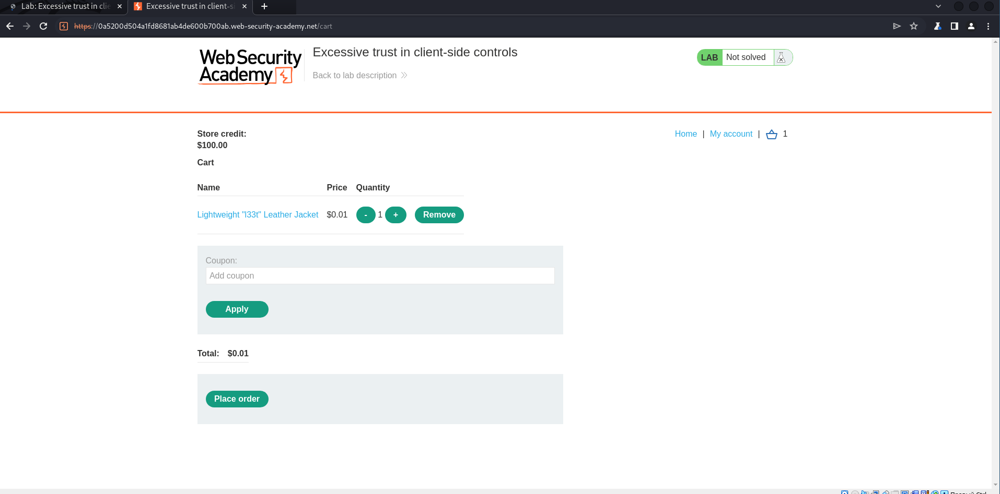 Lab: Excessive trust in clie
Excessive trust in client-si
https://0a5200d504a1fd8681ab4de600b700ab.web-security-academy.net/cart
Web Security
Academy
Excessive trust in client-side controls
Back to lab description
LAB Not solved
Store credit:
$100.00
Home | My account | 1
Cart
Name Price Quantity
Lightweight "l33t" Leather Jacket $0.01 - 1 + Remove
Coupon:
Add coupon
Apply
Total: $0.01
Place order